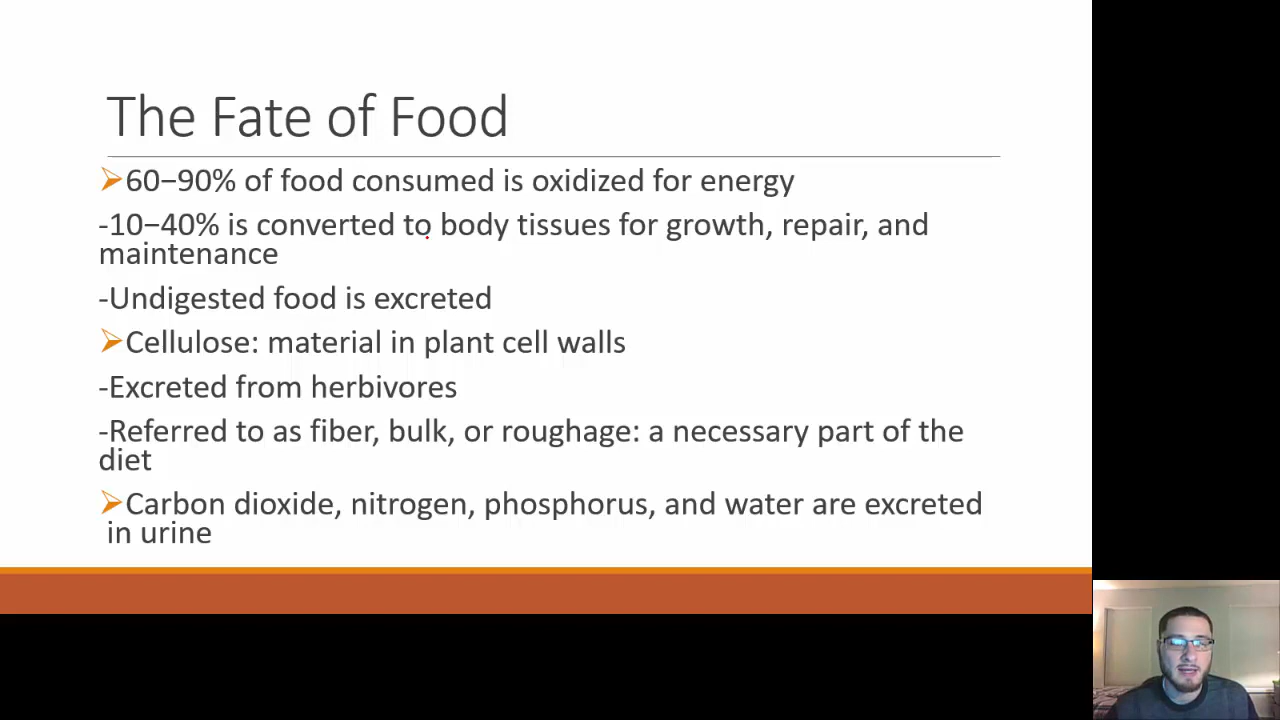 The Fate of Food
➢60−90% of food consumed is oxidized for energy
-10−40% is converted to body tissues for growth, repair, and
maintenance
-Undigested food is excreted
➢Cellulose: material in plant cell walls
-Excreted from herbivores
-Referred to as fiber, bulk, or roughage: a necessary part of the
diet
➢Carbon dioxide, nitrogen, phosphorus, and water are excreted
in urine